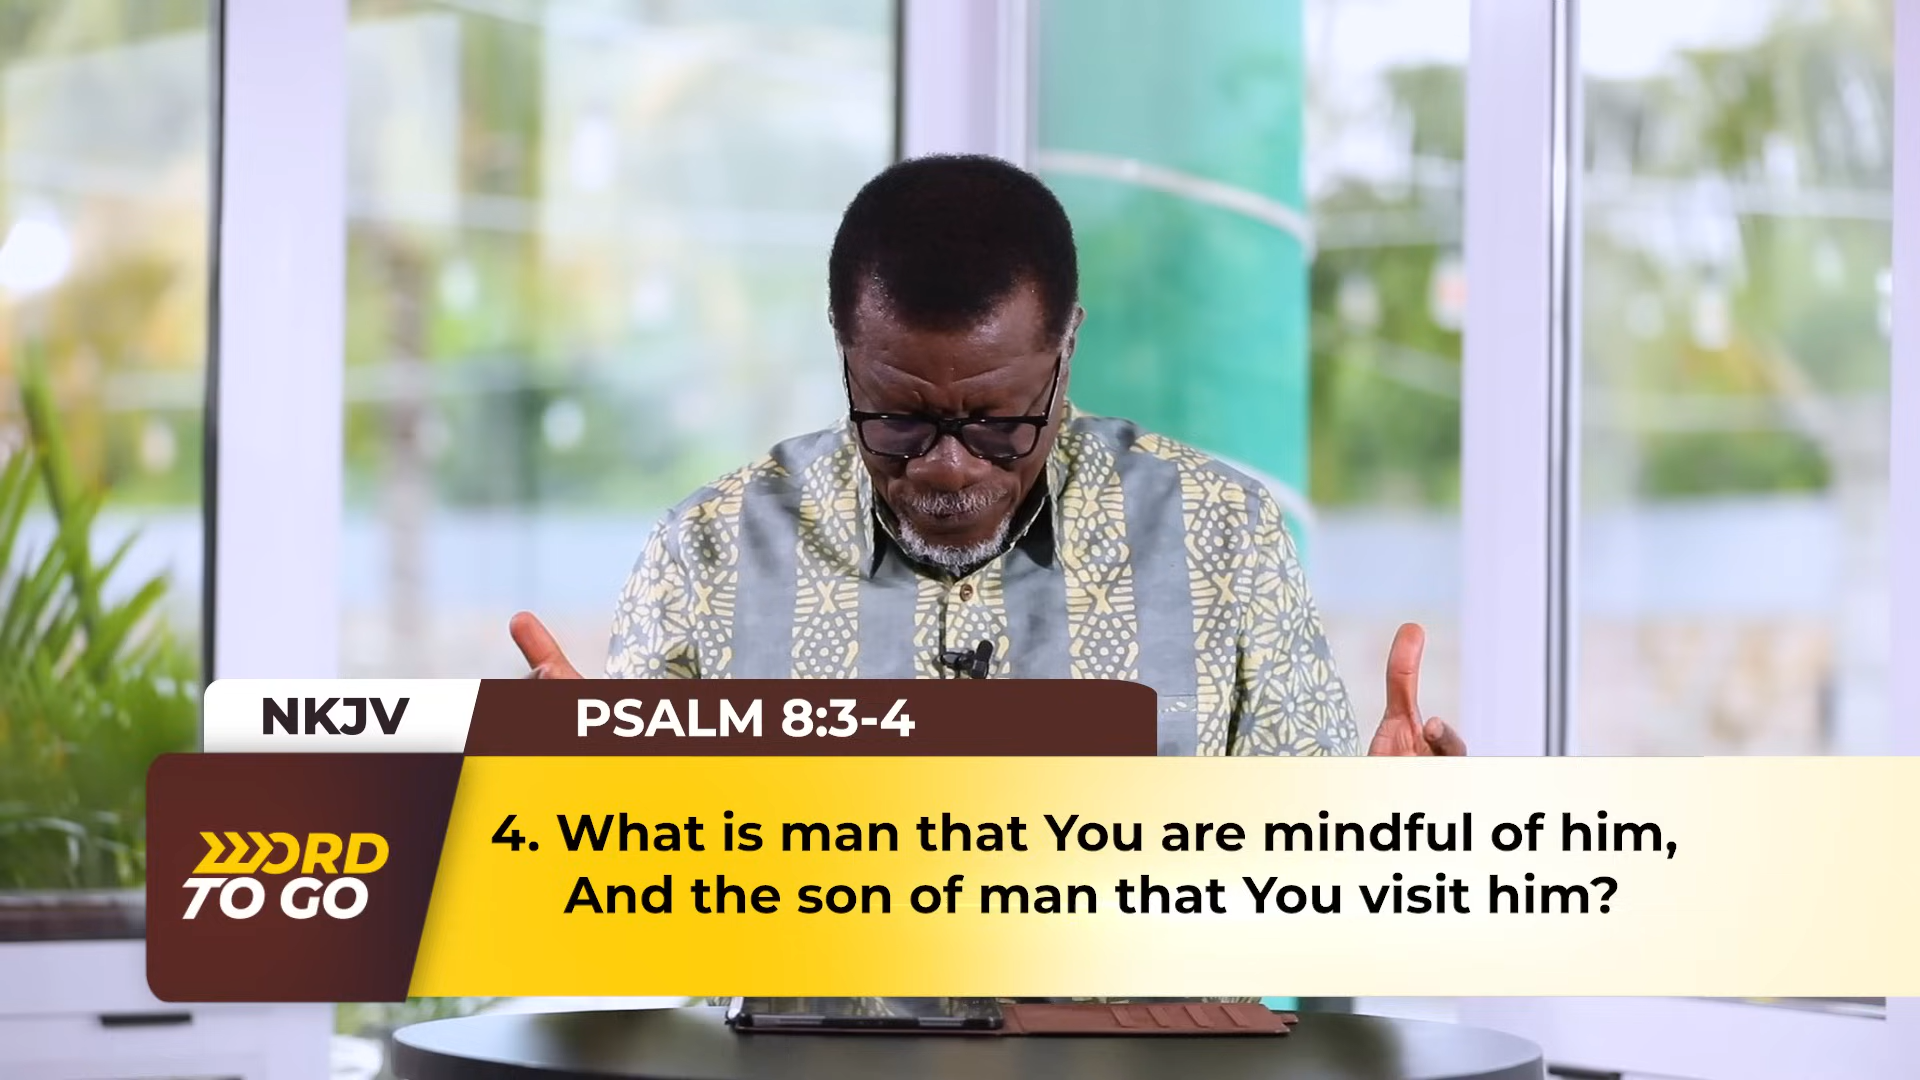 NKJV
PSALM 8:3-4
WORD
TO GO
4. What is man that You are mindful of him,
And the son of man that You visit him?